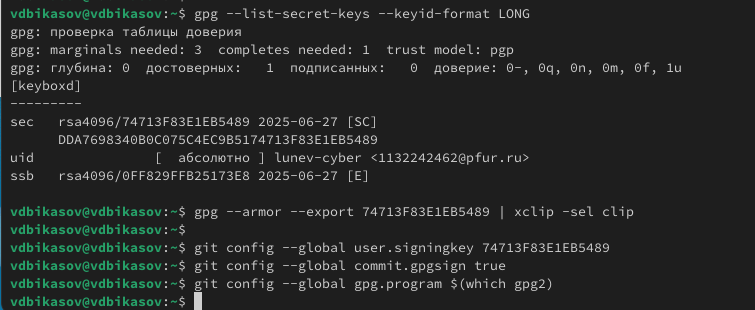 vdbikasov@vdbikasov:~$ gpg --list-secret-keys --keyid-format LONG
gpg: проверка таблицы доверия
gpg: marginals needed: 3  completes needed: 1  trust model: pgp
gpg: глубина: 0  достоверных:   1  подписанных:   0  доверие: 0-, 0q, 0n, 0m, 0f, 1u
[keyboxd]
---------
sec   rsa4096/74713F83E1EB5489 2025-06-27 [SC]
      DDA7698340B0C075C4EC9B5174713F83E1EB5489
uid               [  абсолютно ] lunev-cyber <1132242462@pfur.ru>
ssb   rsa4096/0FF829FFB25173E8 2025-06-27 [E]
vdbikasov@vdbikasov:~$ gpg --armor --export 74713F83E1EB5489 | xclip -sel clip
vdbikasov@vdbikasov:~$
vdbikasov@vdbikasov:~$ git config --global user.signingkey 74713F83E1EB5489
vdbikasov@vdbikasov:~$ git config --global commit.gpgsign true
vdbikasov@vdbikasov:~$ git config --global gpg.program $(which gpg2)
vdbikasov@vdbikasov:~$